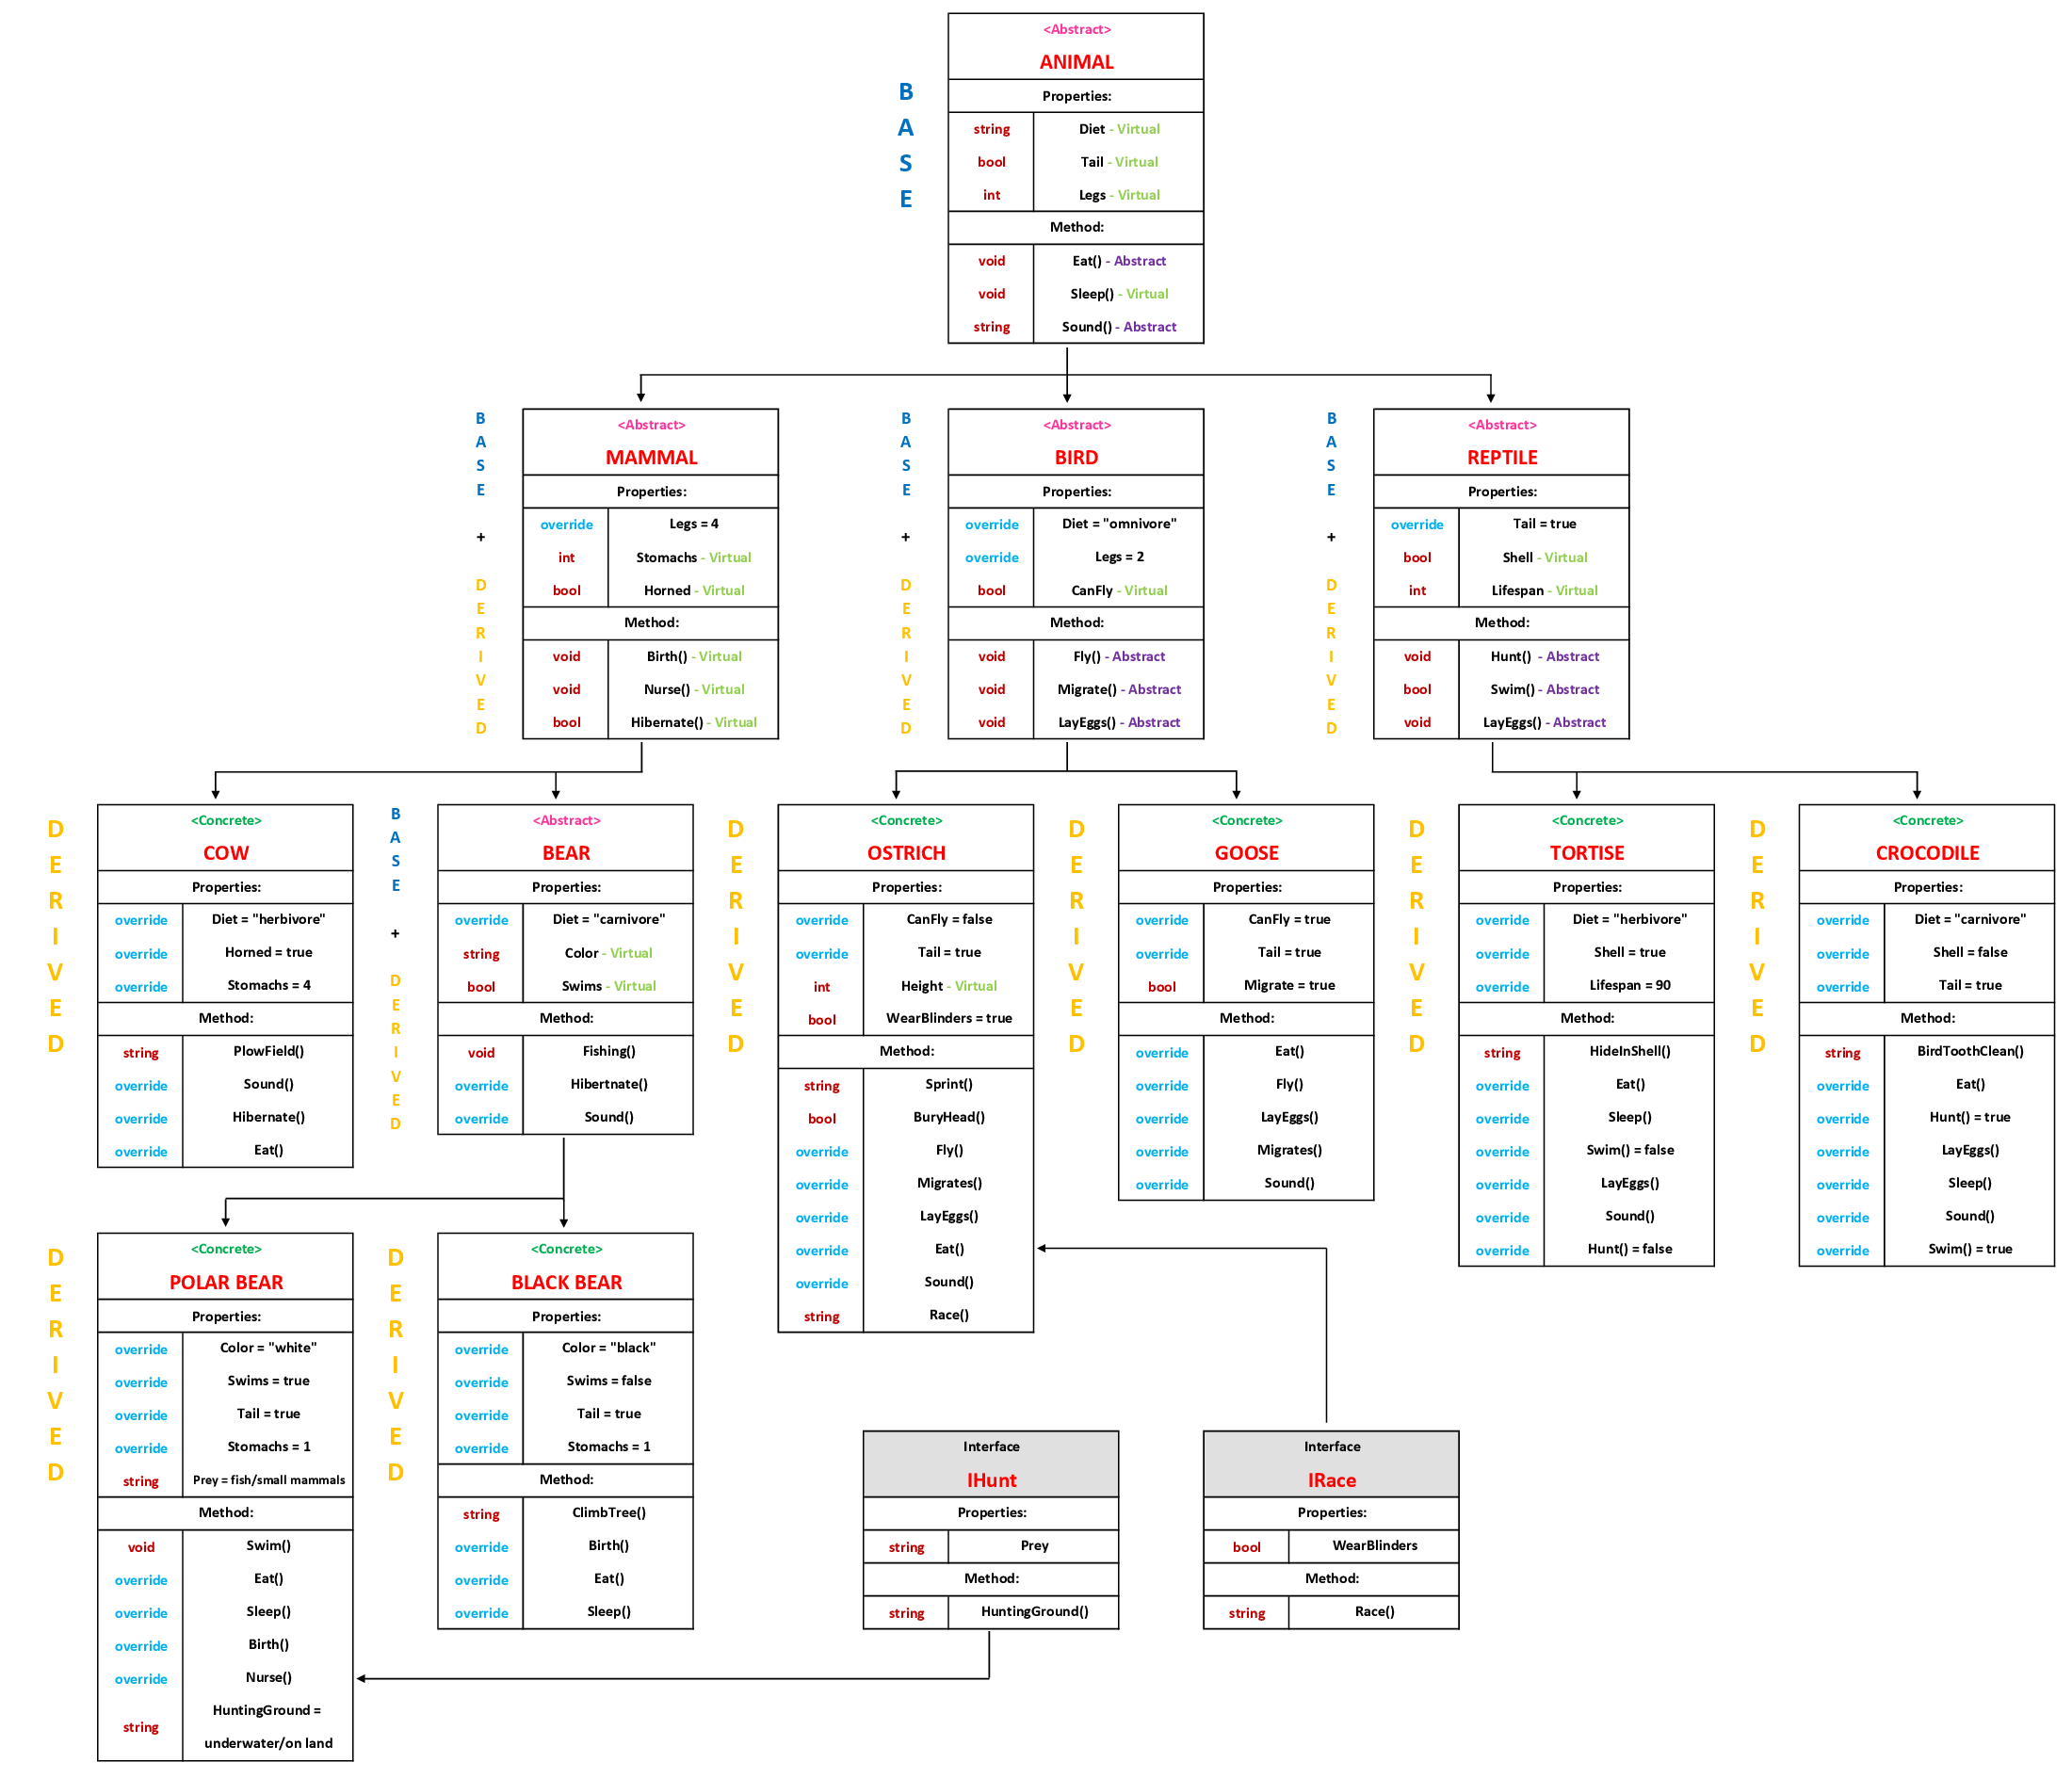 <Abstract>
ANIMAL
Properties:
string Diet - Virtual
bool Tail - Virtual
int Legs - Virtual
Method:
void Eat() - Abstract
void Sleep() - Virtual
string Sound() - Abstract
BASE
<Abstract>
MAMMAL
Properties:
override Legs = 4
int Stomachs - Virtual
bool Horned - Virtual
Method:
void Birth() - Virtual
void Nurse() - Virtual
bool Hibernate() - Virtual
BASE + DERIVED
<Abstract>
BIRD
Properties:
override Diet = "omnivore"
override Legs = 2
bool CanFly - Virtual
Method:
void Fly() - Abstract
void Migrate() - Abstract
void LayEggs() - Abstract
BASE + DERIVED
<Abstract>
REPTILE
Properties:
override Tail = true
bool Shell - Virtual
int Lifespan - Virtual
Method:
void Hunt() - Abstract
bool Swim() - Abstract
void LayEggs() - Abstract
BASE + DERIVED
<Concrete>
COW
Properties:
override Diet = "herbivore"
override Horned = true
override Stomachs = 4
Method:
string PlowField()
override Sound()
override Hibernate()
override Eat()
DERIVED
<Abstract>
BEAR
Properties:
override Diet = "carnivore"
string Color - Virtual
bool Swims - Virtual
Method:
void Fishing()
override Hibertnate()
override Sound()
BASE + DERIVED
<Concrete>
OSTRICH
Properties:
override CanFly = false
override Tail = true
int Height - Virtual
bool WearBlinders = true
Method:
string Sprint()
bool BuryHead()
override Fly()
override Migrates()
override LayEggs()
override Eat()
override Sound()
string Race()
DERIVED
<Concrete>
GOOSE
Properties:
override CanFly = true
override Tail = true
bool Migrate = true
Method:
override Eat()
override Fly()
override LayEggs()
override Migrates()
override Sound()
DERIVED
<Concrete>
TORTISE
Properties:
override Diet = "herbivore"
override Shell = true
override Lifespan = 90
Method:
string HideInShell()
override Eat()
override Sleep()
override Swim() = false
override LayEggs()
override Sound()
override Hunt() = false
DERIVED
<Concrete>
CROCODILE
Properties:
override Diet = "carnivore"
override Shell = false
override Tail = true
Method:
string BirdToothClean()
override Eat()
override Hunt() = true
override LayEggs()
override Sleep()
override Sound()
override Swim() = true
DERIVED
<Concrete>
POLAR BEAR
Properties:
override Color = "white"
override Swims = true
override Tail = true
override Stomachs = 1
string Prey = fish/small mammals
Method:
void Swim()
override Eat()
override Sleep()
override Birth()
override Nurse()
string HuntingGround =
underwater/on land
DERIVED
<Concrete>
BLACK BEAR
Properties:
override Color = "black"
override Swims = false
override Tail = true
override Stomachs = 1
Method:
string ClimbTree()
override Birth()
override Eat()
override Sleep()
DERIVED
Interface
IHunt
Properties:
string Prey
Method:
string HuntingGround()
Interface
IRace
Properties:
bool WearBlinders
Method:
string Race()